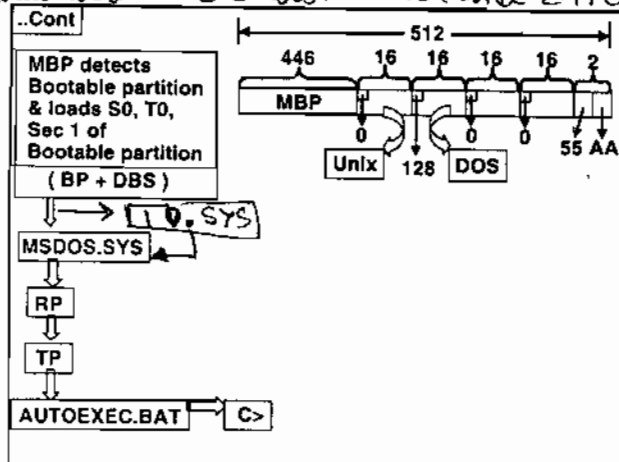 ..Cont
512
MBP detects
Bootable partition
& loads S0, T0,
Sec 1 of
Bootable partition
( BP + DBS )
446 16 16 16 16 2
MBP
0 0 0
128
55 AA
Unix
DOS
IO.SYS
MSDOS.SYS
RP
TP
AUTOEXEC.BAT
C>